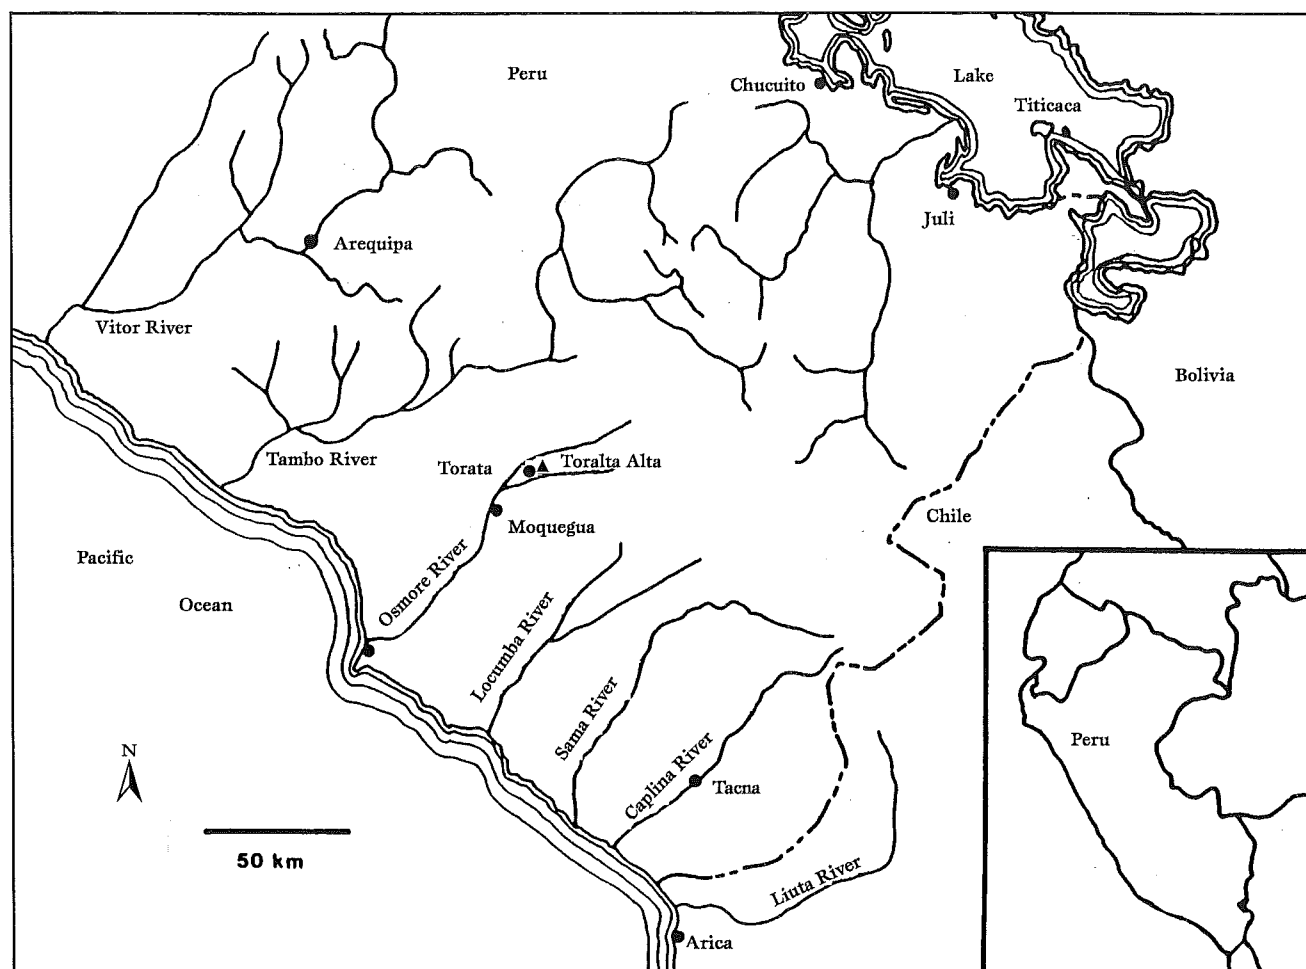 Peru
Chucuito
Lake
Titicaca
Juli
Arequipa
Vitor River
Bolivia
Tambo River
Torata
Toralta Alta
Moquegua
Chile
Pacific
Ocean
Osmore River
Locumba River
Sama River
Caplina River
Tacna
Peru
N
50 km
Liuta River
Arica